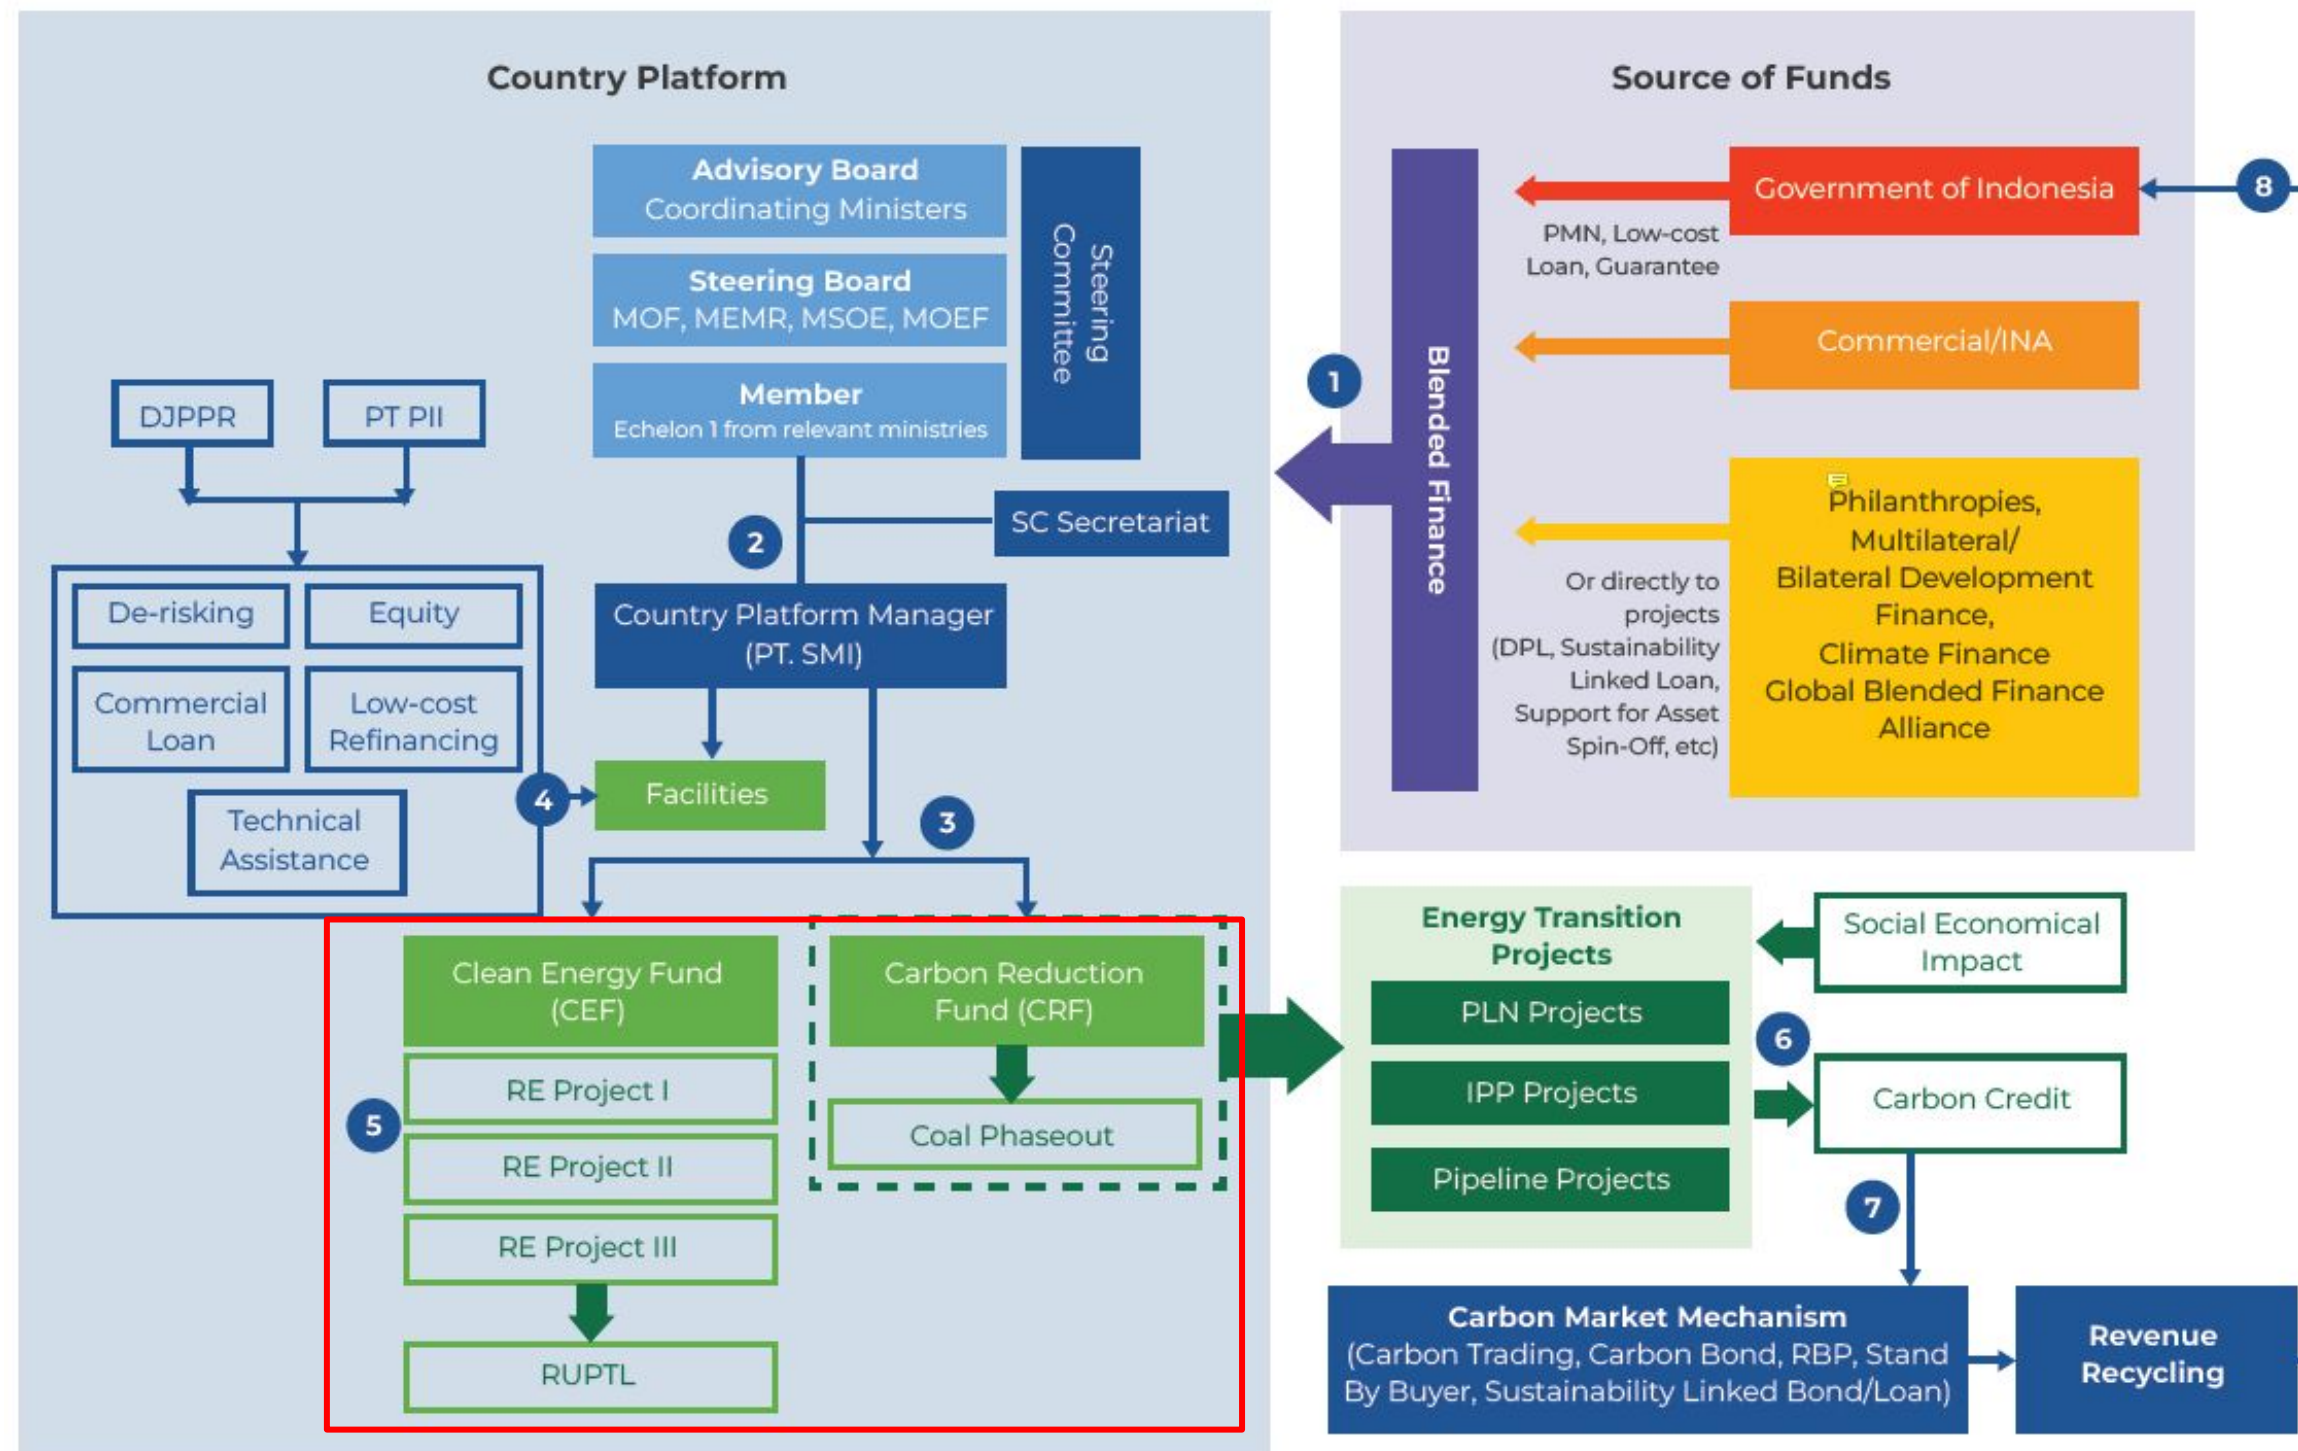 Country Platform
Advisory Board
Coordinating Ministers
Steering Board
MOF, MEMR, MSOE, MOEF
Member
Echelon 1 from relevant ministries
Steering
Committee
DJPPR
PT PII
SC Secretariat
2
Country Platform Manager
(PT. SMI)
De-risking
Equity
Commercial
Loan
Low-cost
Refinancing
Technical
Assistance
4
Facilities
3
Clean Energy Fund
(CEF)
RE Project I
RE Project II
RE Project III
RUPTL
5
Carbon Reduction
Fund (CRF)
Coal Phaseout
Source of Funds
1
Blended Finance
Government of Indonesia
8
PMN, Low-cost
Loan, Guarantee
Commercial/INA
Philanthropies,
Multilateral/
Bilateral Development
Finance,
Climate Finance
Global Blended Finance
Alliance
Or directly to
projects
(DPL, Sustainability
Linked Loan,
Support for Asset
Spin-Off, etc)
Energy Transition
Projects
PLN Projects
IPP Projects
Pipeline Projects
Social Economical
Impact
6
Carbon Credit
7
Carbon Market Mechanism
(Carbon Trading, Carbon Bond, RBP, Stand
By Buyer, Sustainability Linked Bond/Loan)
Revenue
Recycling